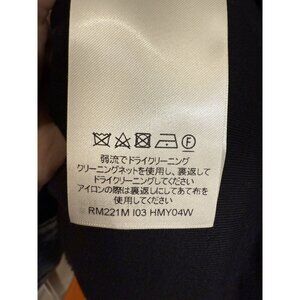 弱流でドライクリーニング
クリーニングネットを使用し、裏返して
ドライクリーニングしてください
アイロンの際は裏返しにしてあて布を
使用してください
RM221M I03 HMY04W